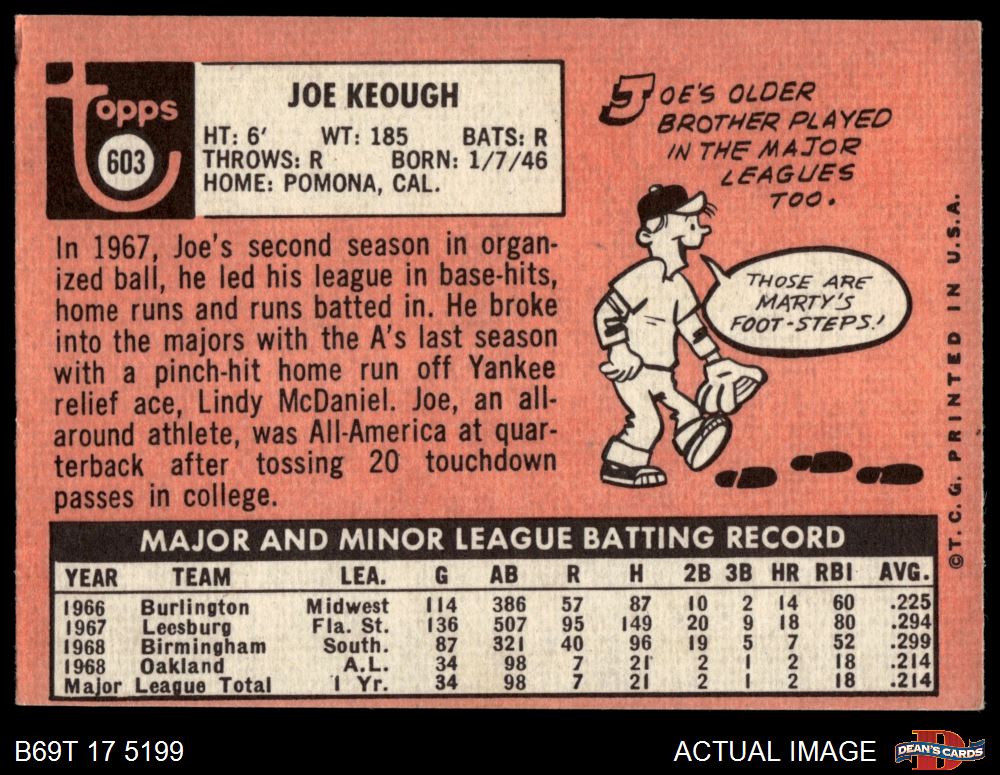 Topps
603
JOE KEOUGH
HT: 6' WT: 185 BATS: R
THROWS: R BORN: 1/7/46
HOME: POMONA, CAL.
In 1967, Joe's second season in organ-
ized ball, he led his league in base-hits,
home runs and runs batted in. He broke
into the majors with the A's last season
with a pinch-hit home run off Yankee
relief ace, Lindy McDaniel. Joe, an all-
around athlete, was All-America at quar-
terback after tossing 20 touchdown
passes in college.
JOE'S OLDER
BROTHER PLAYED
IN THE MAJOR
LEAGUES
TOO.
THOSE ARE
MARTY'S
FOOT-STEPS!
©T.C.G. PRINTED IN U.S.A.
MAJOR AND MINOR LEAGUE BATTING RECORD
YEAR TEAM LEA. G AB R H 2B 3B HR RBI AVG.
1966 Burlington Midwest 114 386 57 87 10 2 14 60 .225
1967 Leesburg Fla. St. 136 507 95 149 20 9 18 80 .294
1968 Birmingham South. 87 321 40 96 19 5 7 52 .299
1968 Oakland A.L. 34 98 7 21 2 1 2 18 .214
Major League Total 1 Yr. 34 98 7 21 2 1 2 18 .214
B69T 17 5199
ACTUAL IMAGE
DEAN'S CARDS